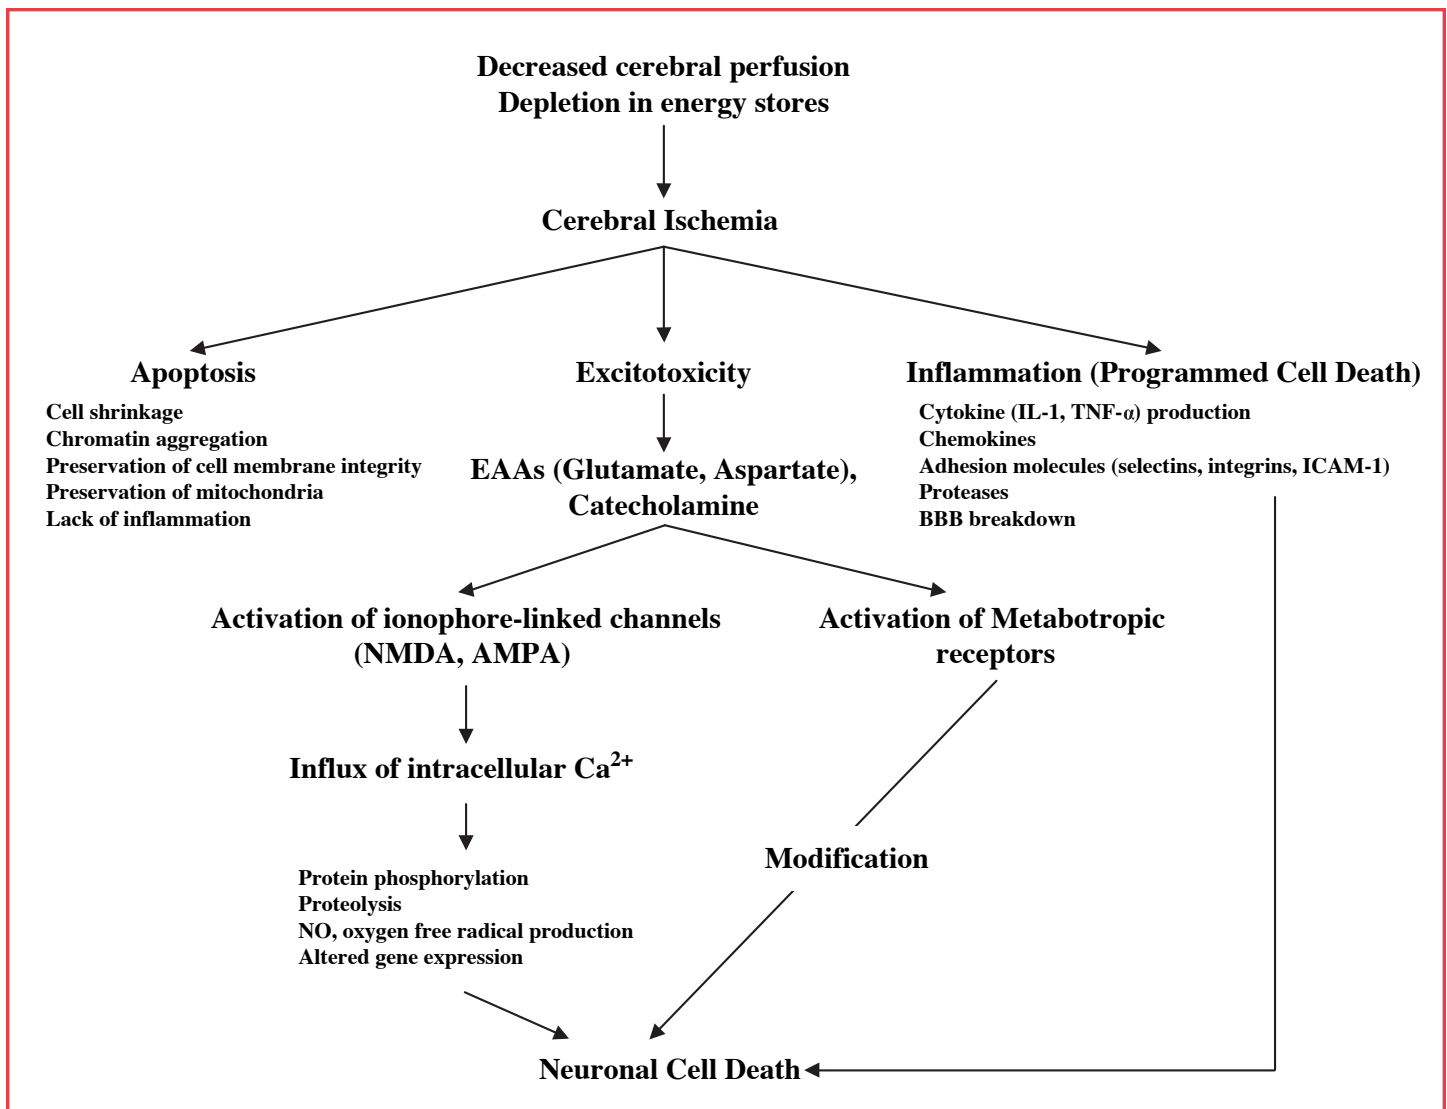 Decreased cerebral perfusion
Depletion in energy stores
Cerebral Ischemia
Apoptosis
Cell shrinkage
Chromatin aggregation
Preservation of cell membrane integrity
Preservation of mitochondria
Lack of inflammation
Excitotoxicity
EAAs (Glutamate, Aspartate),
Catecholamine
Inflammation (Programmed Cell Death)
Cytokine (IL-1, TNF-α) production
Chemokines
Adhesion molecules (selectins, integrins, ICAM-1)
Proteases
BBB breakdown
Activation of ionophore-linked channels
(NMDA, AMPA)
Activation of Metabotropic
receptors
Influx of intracellular Ca²⁺
Modification
Protein phosphorylation
Proteolysis
NO, oxygen free radical production
Altered gene expression
Neuronal Cell Death